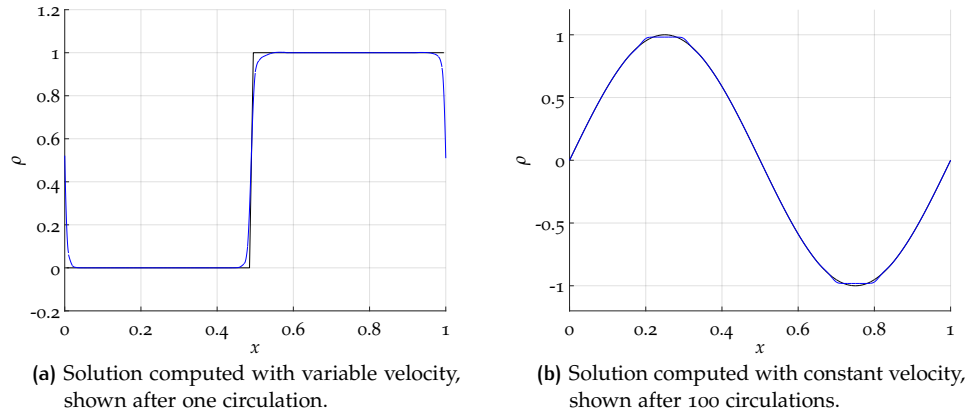 1.2
1
0.8
0.6
0.4
0.2
0
-0.2
ρ
0 0.2 0.4 0.6 0.8 1
x
(a) Solution computed with variable velocity,
shown after one circulation.
1
0.5
0
-0.5
-1
ρ
0 0.2 0.4 0.6 0.8 1
x
(b) Solution computed with constant velocity,
shown after 100 circulations.